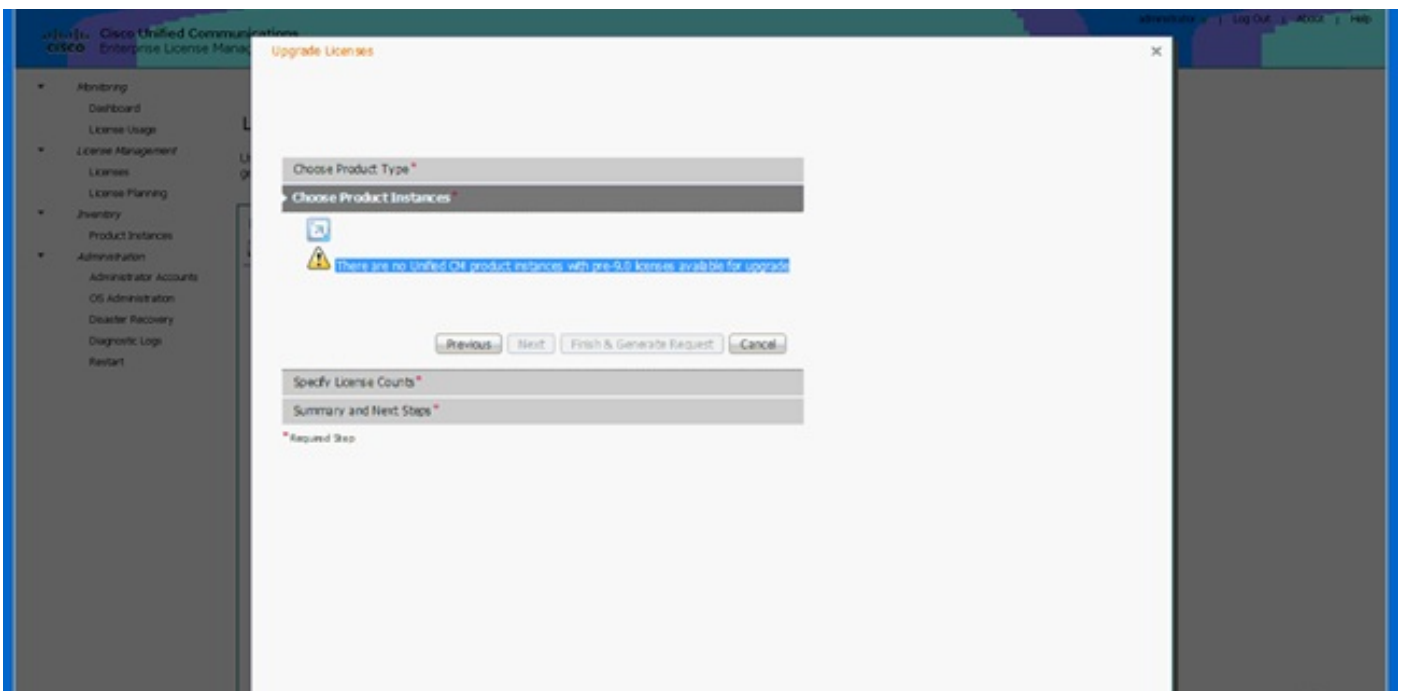 Cisco Unified Communications
CISCO Enterprise License Manag
Log Out | About | Help
Upgrade Licenses
Monitoring
Dashboard
License Usage
License Management
Licenses
License Planning
Inventory
Product Instances
Administration
Administrator Accounts
OS Administration
Disaster Recovery
Diagnostic Logs
Restart
Choose Product Type *
Choose Product Instances *
There are no Unified CM product instances with pre-9.0 licenses available for upgrade
Previous Next Finish & Generate Request Cancel
Specify License Counts *
Summary and Next Steps *
* Required Step